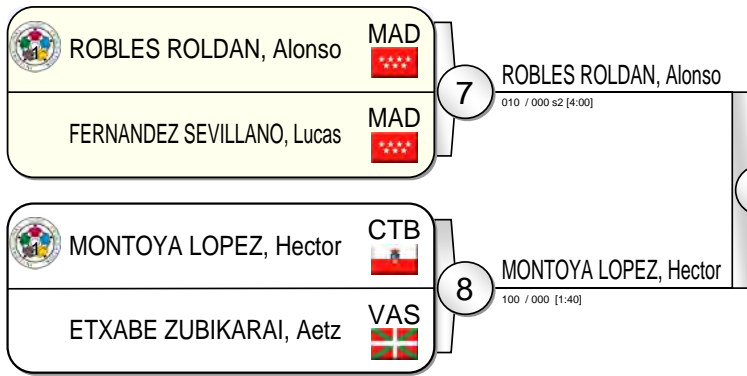 ROBLES ROLDAN, Alonso MAD
FERNANDEZ SEVILLANO, Lucas MAD
7
ROBLES ROLDAN, Alonso
010 / 000 s2 [4:00]
MONTOYA LOPEZ, Hector CTB
ETXABE ZUBIKARAI, Aetz VAS
8
MONTOYA LOPEZ, Hector
100 / 000 [1:40]